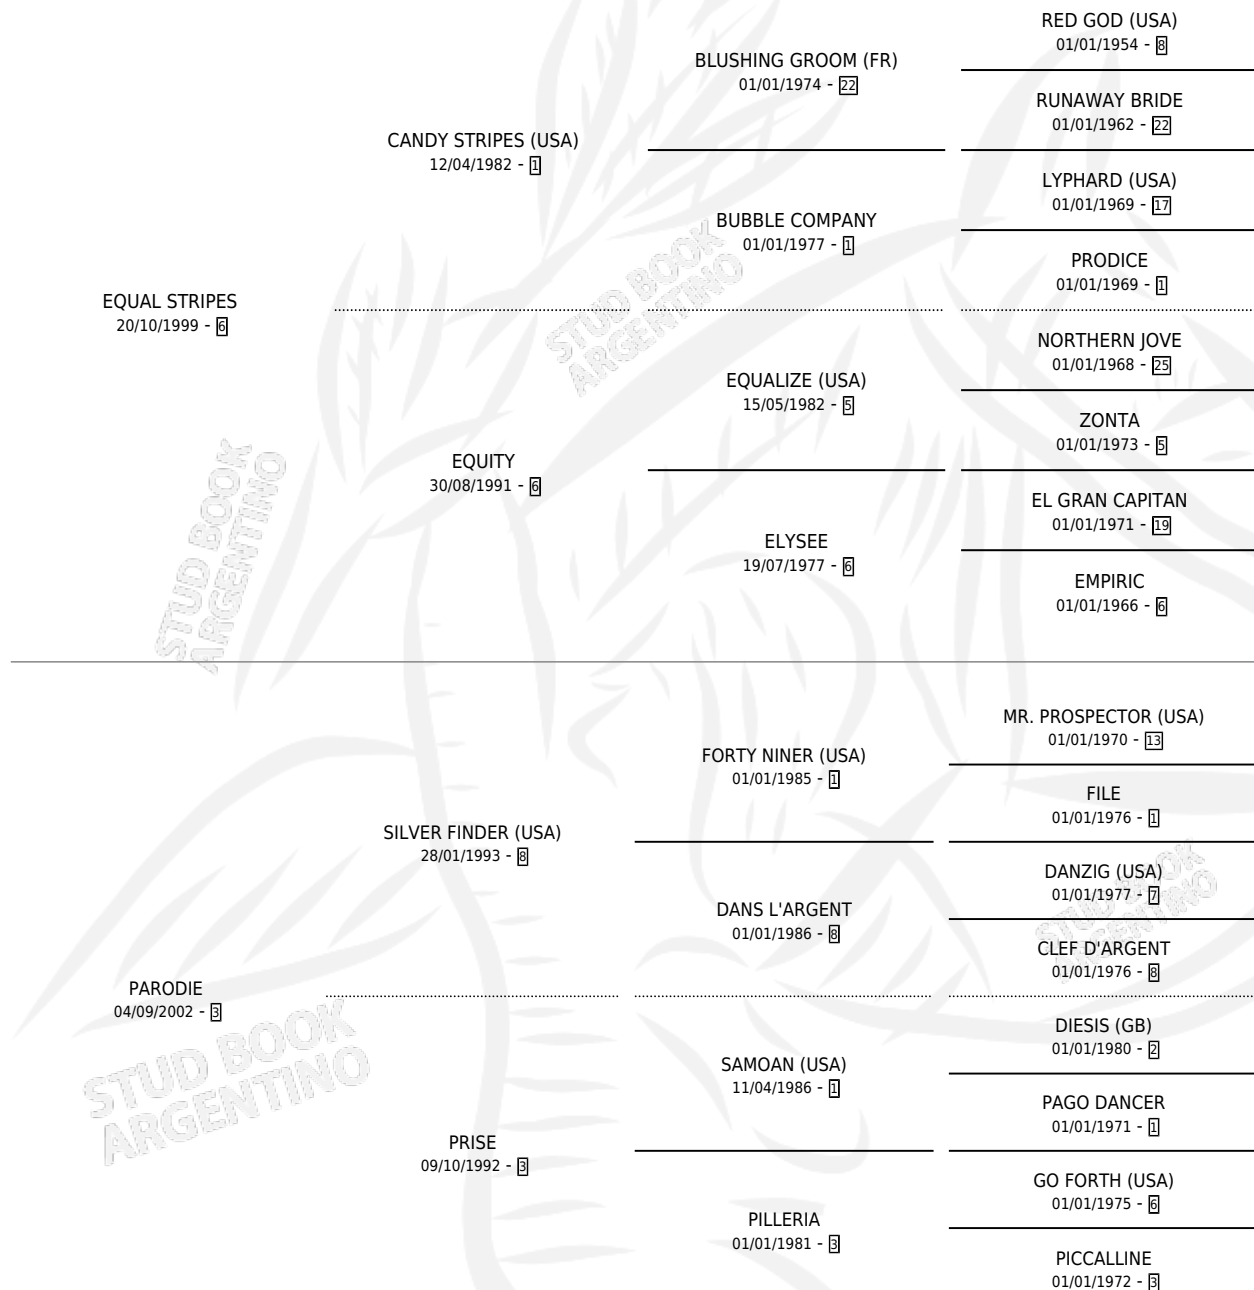 RED GOD (USA)
01/01/1954 - 8
BLUSHING GROOM (FR)
01/01/1974 - 22
RUNAWAY BRIDE
01/01/1962 - 22
CANDY STRIPES (USA)
12/04/1982 - 1
LYPHARD (USA)
01/01/1969 - 17
BUBBLE COMPANY
01/01/1977 - 1
PRODICE
01/01/1969 - 1
EQUAL STRIPES
20/10/1999 - 6
NORTHERN JOVE
01/01/1968 - 25
EQUALIZE (USA)
15/05/1982 - 5
ZONTA
01/01/1973 - 5
EQUITY
30/08/1991 - 6
EL GRAN CAPITAN
01/01/1971 - 19
ELYSEE
19/07/1977 - 6
EMPIRIC
01/01/1966 - 6
STUD BOOK
ARGENTINO
STUD BOOK
ARGENTINO
MR. PROSPECTOR (USA)
01/01/1970 - 13
FORTY NINER (USA)
01/01/1985 - 1
FILE
01/01/1976 - 1
SILVER FINDER (USA)
28/01/1993 - 8
DANZIG (USA)
01/01/1977 - 7
DANS L'ARGENT
01/01/1986 - 8
CLEF D'ARGENT
01/01/1976 - 8
STUD BOOK
ARGENTINO
PARODIE
04/09/2002 - 3
DIESIS (GB)
01/01/1980 - 2
SAMOAN (USA)
11/04/1986 - 1
PAGO DANCER
01/01/1971 - 1
PRISE
09/10/1992 - 3
GO FORTH (USA)
01/01/1975 - 6
PILLERIA
01/01/1981 - 3
PICCALLINE
01/01/1972 - 3
STUD BOOK
ARGENTINO